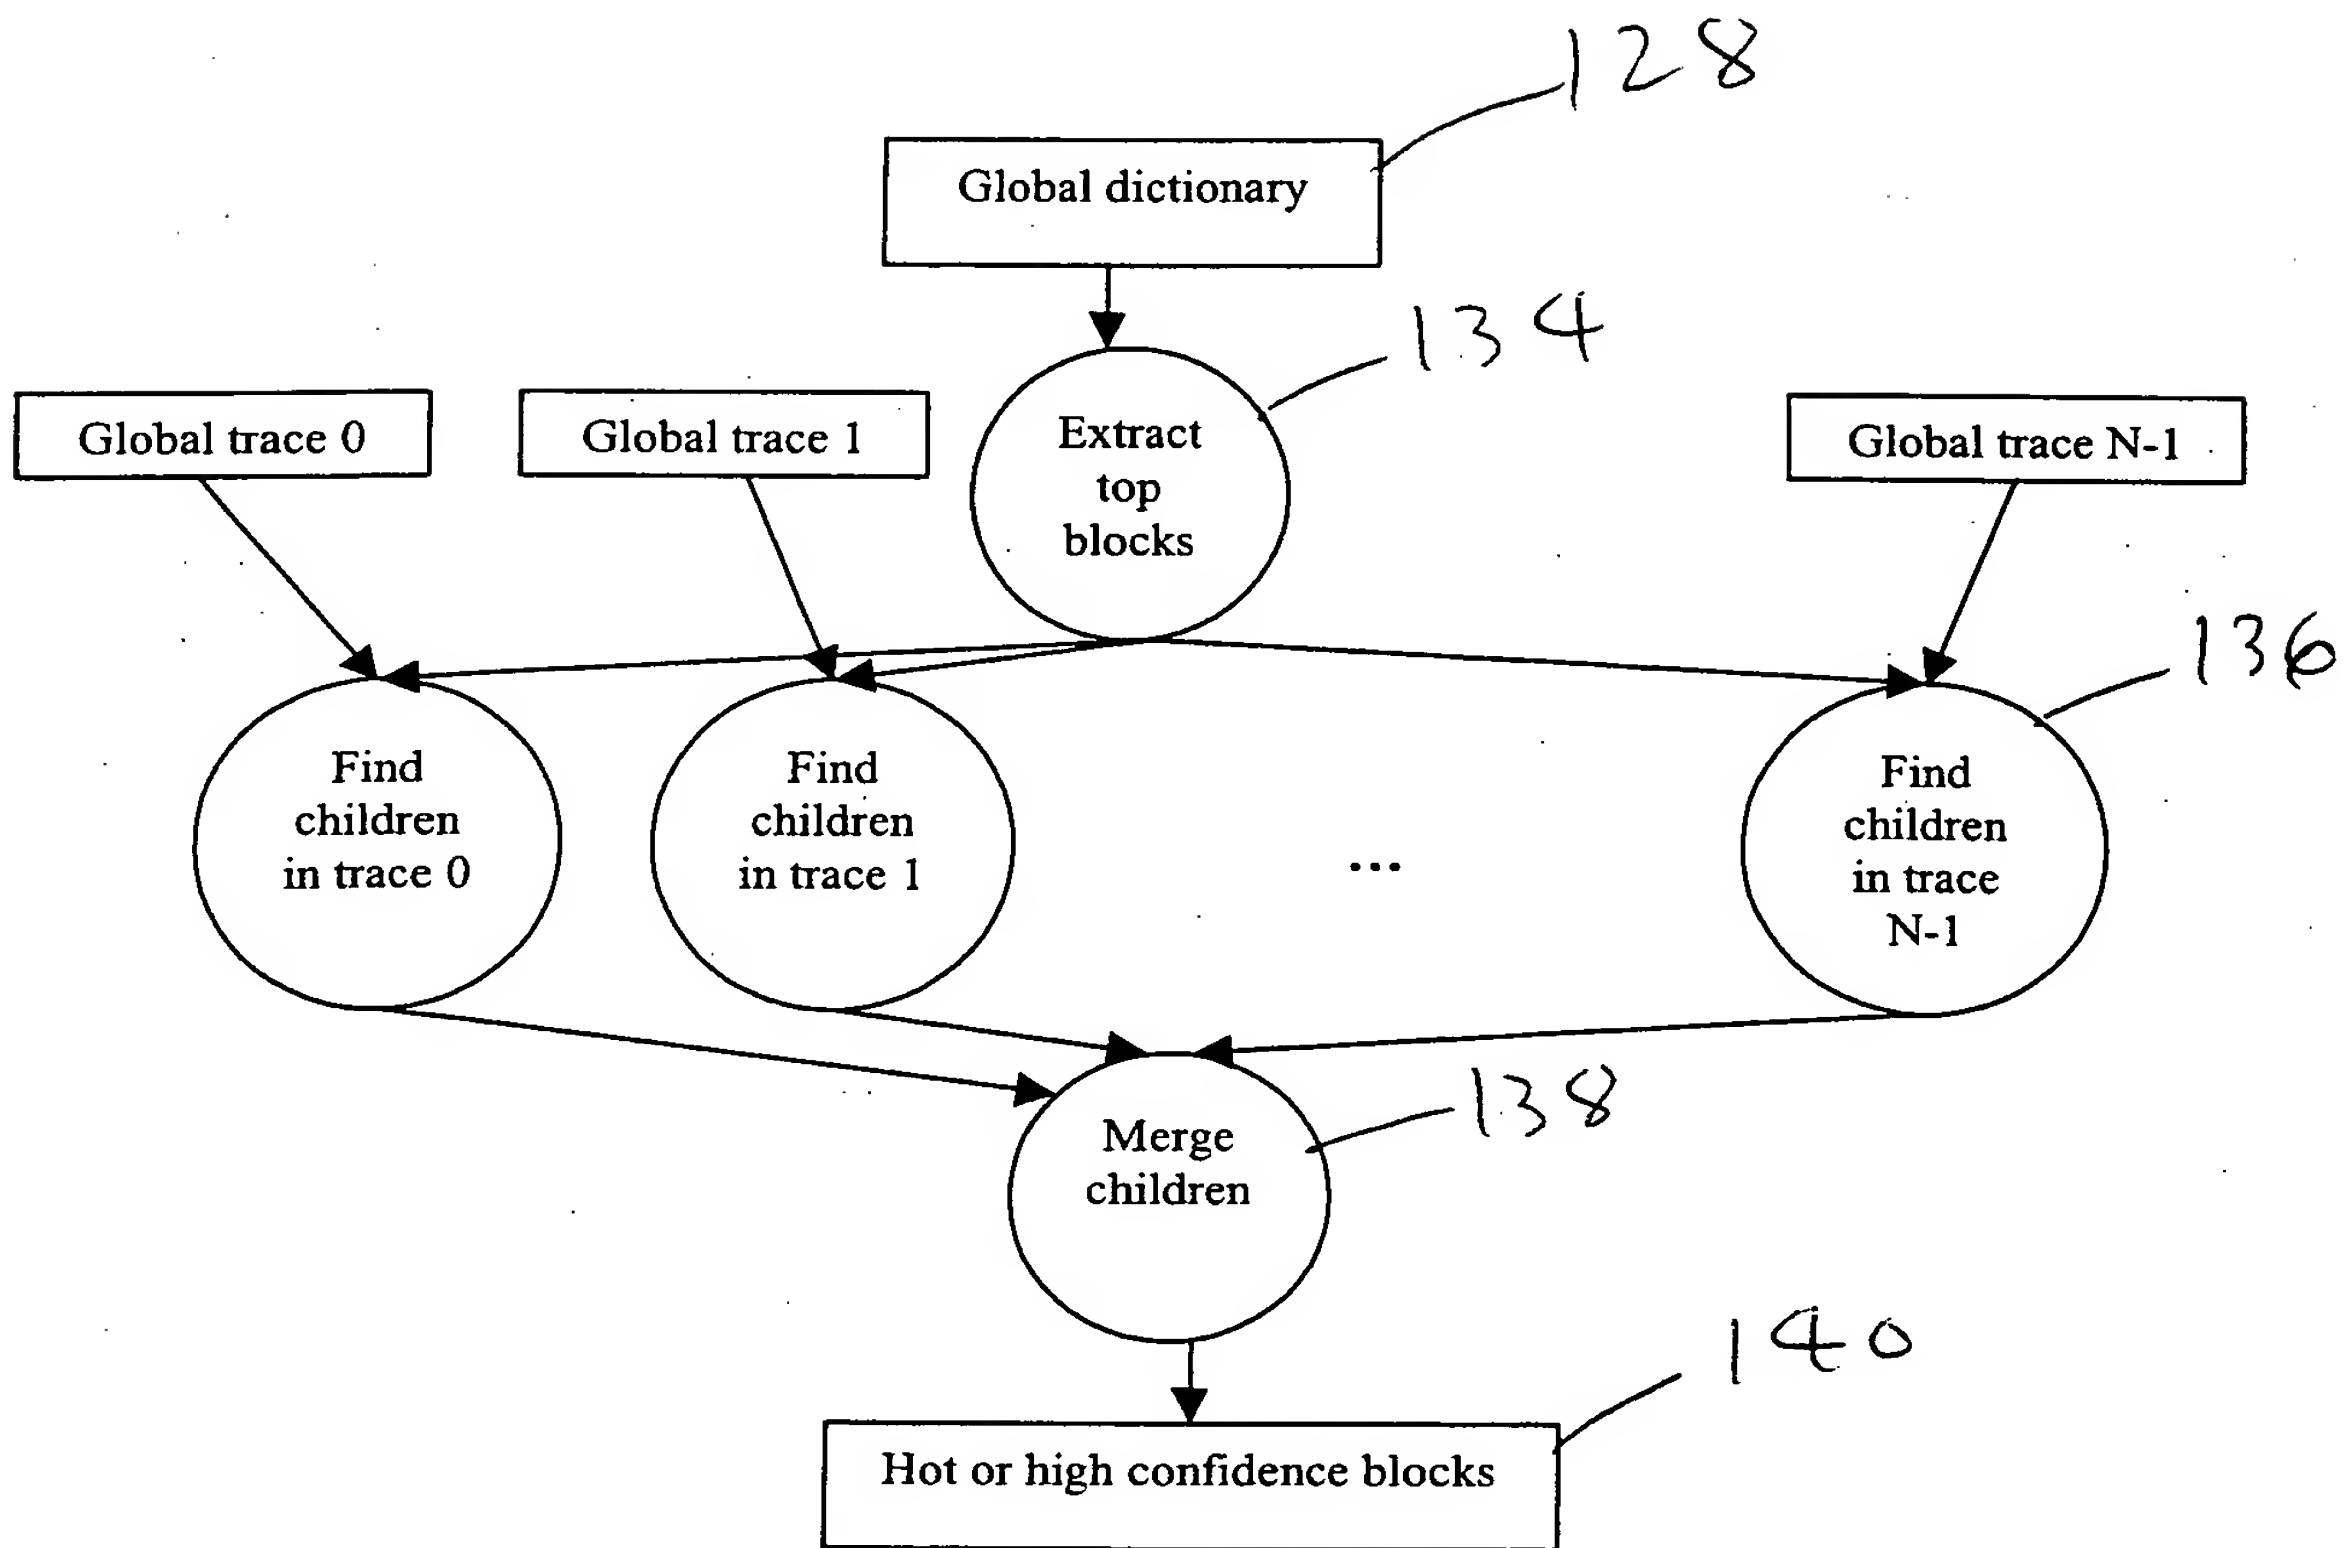 128
Global dictionary
134
Global trace 0
Global trace 1
Extract
top
blocks
Global trace N-1
136
Find
children
in trace 0
Find
children
in trace 1
...
Find
children
in trace
N-1
138
Merge
children
140
Hot or high confidence blocks